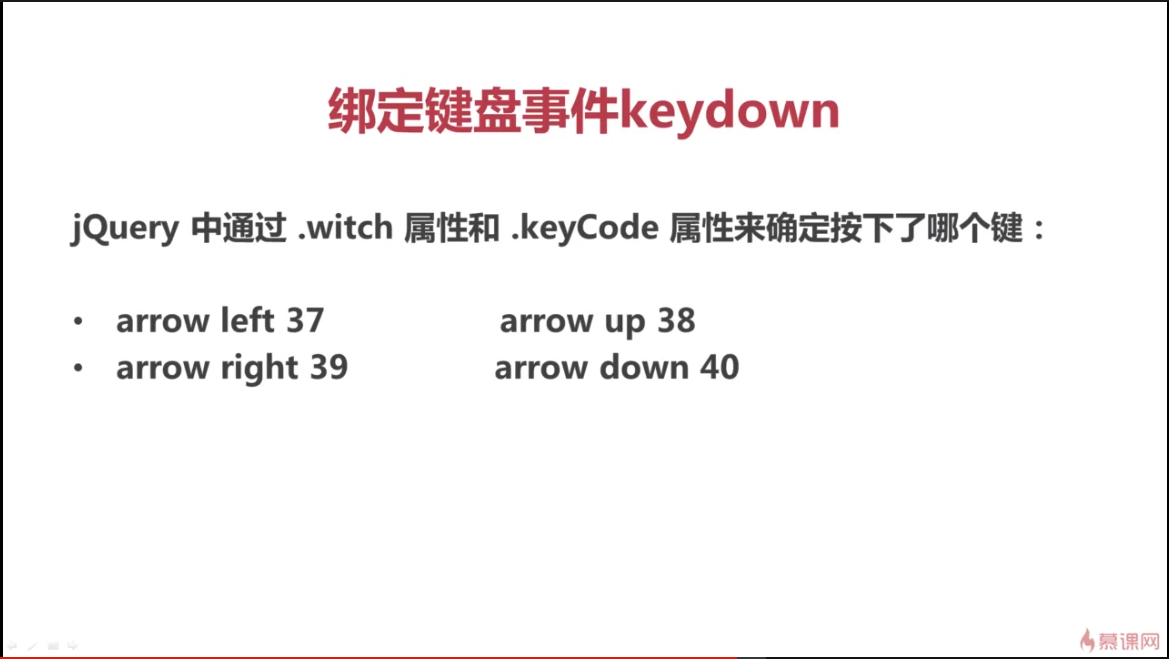 绑定键盘事件keydown
jQuery 中通过 .witch 属性和 .keyCode 属性来确定按下了哪个键：
• arrow left 37 arrow up 38
• arrow right 39 arrow down 40
慕课网